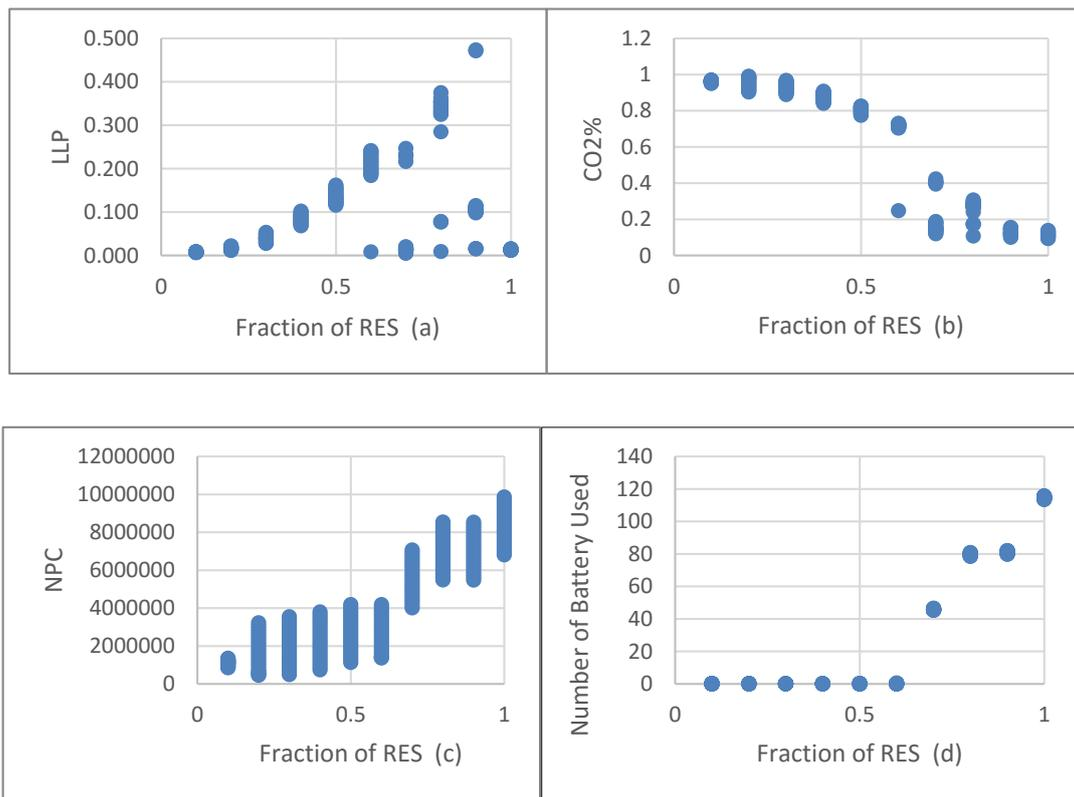 LLP
0.500
0.400
0.300
0.200
0.100
0.000
0 0.5 1
Fraction of RES (a)
CO2%
1.2
1
0.8
0.6
0.4
0.2
0
0 0.5 1
Fraction of RES (b)
NPC
12000000
10000000
8000000
6000000
4000000
2000000
0
0 0.5 1
Fraction of RES (c)
Number of Battery Used
140
120
100
80
60
40
20
0
0 0.5 1
Fraction of RES (d)